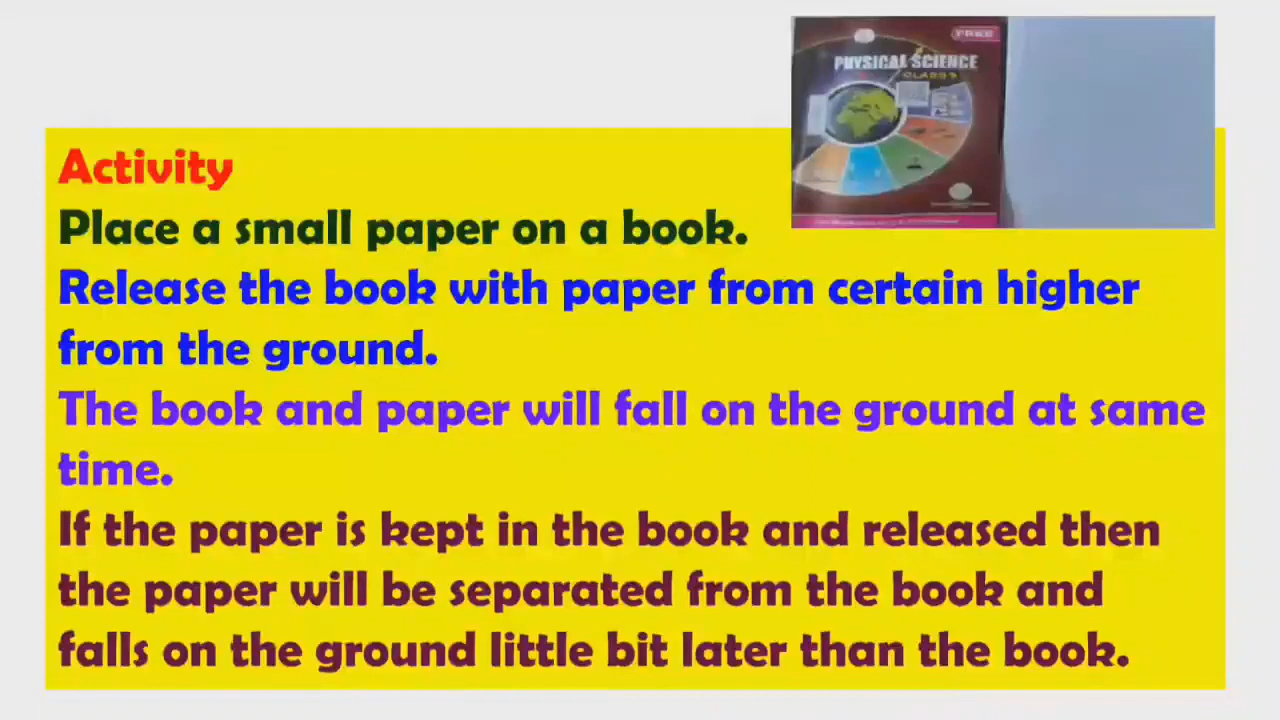 FREE
PHYSICAL SCIENCE
CLASS 9
Activity
Place a small paper on a book.
Release the book with paper from certain higher
from the ground.
The book and paper will fall on the ground at same
time.
If the paper is kept in the book and released then
the paper will be separated from the book and
falls on the ground little bit later than the book.